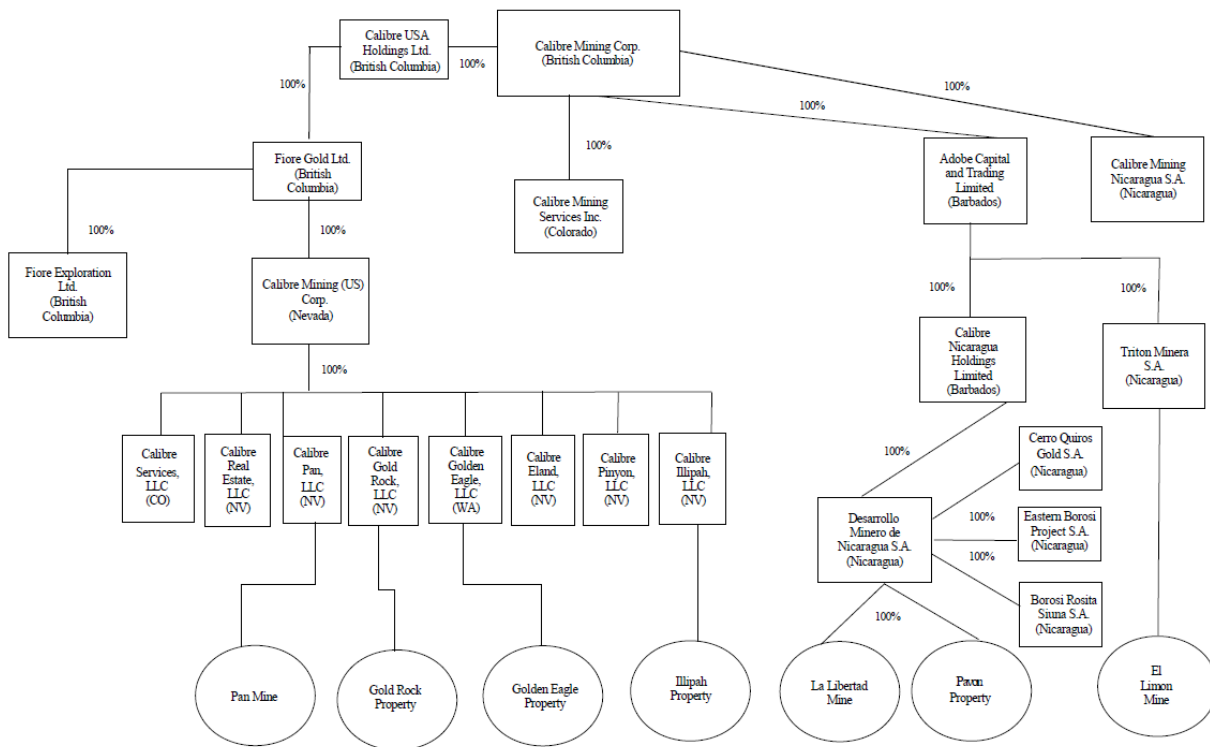 Calibre USA
Holdings Ltd.
(British Columbia)
100%
Calibre Mining Corp.
(British Columbia)
100%
100%
100%
100%
Fiore Gold Ltd.
(British
Columbia)
Calibre Mining
Services Inc.
(Colorado)
Adobe Capital
and Trading
Limited
(Barbados)
Calibre Mining
Nicaragua S.A.
(Nicaragua)
100%
100%
Fiore Exploration
Ltd.
(British
Columbia)
Calibre Mining (US)
Corp.
(Nevada)
100%
100%
Calibre
Nicaragua
Holdings
Limited
(Barbados)
Triton Minera
S.A.
(Nicaragua)
100%
Calibre
Services,
LLC
(CO)
Calibre
Real
Estate,
LLC
(NV)
Calibre
Pan,
LLC
(NV)
Calibre
Gold
Rock,
LLC
(NV)
Calibre
Golden
Eagle,
LLC
(WA)
Calibre
Eland,
LLC
(NV)
Calibre
Pinyon,
LLC
(NV)
Calibre
Illipah,
LLC
(NV)
100%
Cerro Quiros
Gold S.A.
(Nicaragua)
Desarrollo
Minero de
Nicaragua S.A.
(Nicaragua)
100%
Eastern Borosi
Project S.A.
(Nicaragua)
100%
Borosi Rosita
Siuna S.A.
(Nicaragua)
100%
Pan Mine
Gold Rock
Property
Golden Eagle
Property
Illipah
Property
La Libertad
Mine
Pavon
Property
El
Limon
Mine